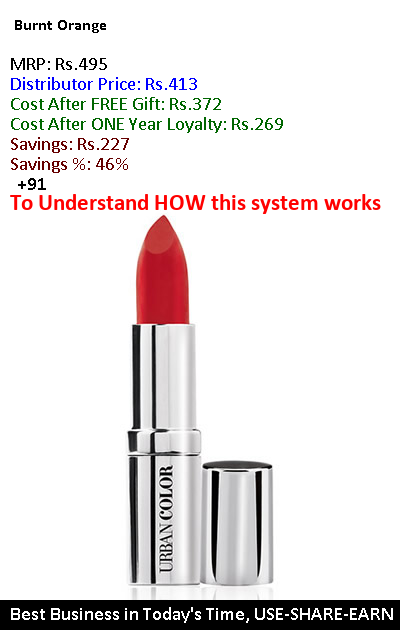 Burnt Orange
MRP: Rs.495
Distributor Price: Rs.413
Cost After FREE Gift: Rs.372
Cost After ONE Year Loyalty: Rs.269
Savings: Rs.227
Savings %: 46%
+91
To Understand HOW this system works
URBAN COLOR
Best Business in Today's Time, USE-SHARE-EARN